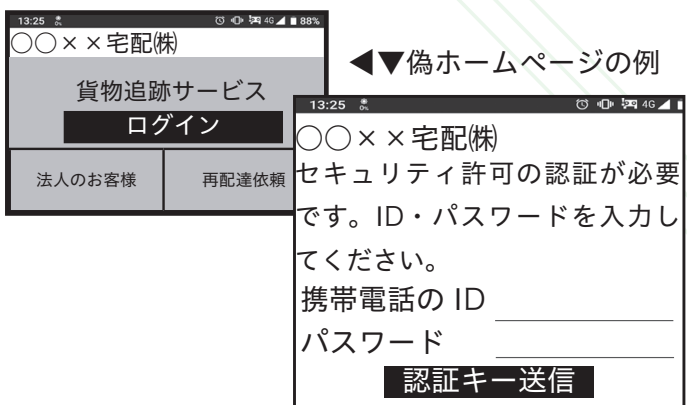 13:25 4G 88%
○○××宅配㈱
貨物追跡サービス
ログイン
法人のお客様
再配達依頼
◀▼偽ホームページの例
13:25 4G
○○××宅配㈱
セキュリティ許可の認証が必要
です。ID・パスワードを入力し
てください。
携帯電話の ID
パスワード
認証キー送信